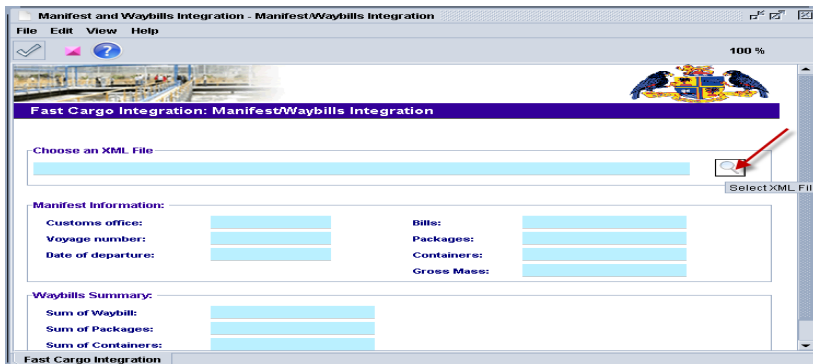 Manifest and Waybills Integration - Manifest/Waybills Integration
File Edit View Help
100 %
Fast Cargo Integration: Manifest/Waybills Integration
Choose an XML File
Select XML Fil
Manifest Information:
Customs office: Bills:
Voyage number: Packages:
Date of departure: Containers:
Gross Mass:
Waybills Summary:
Sum of Waybill:
Sum of Packages:
Sum of Containers:
Fast Cargo Integration